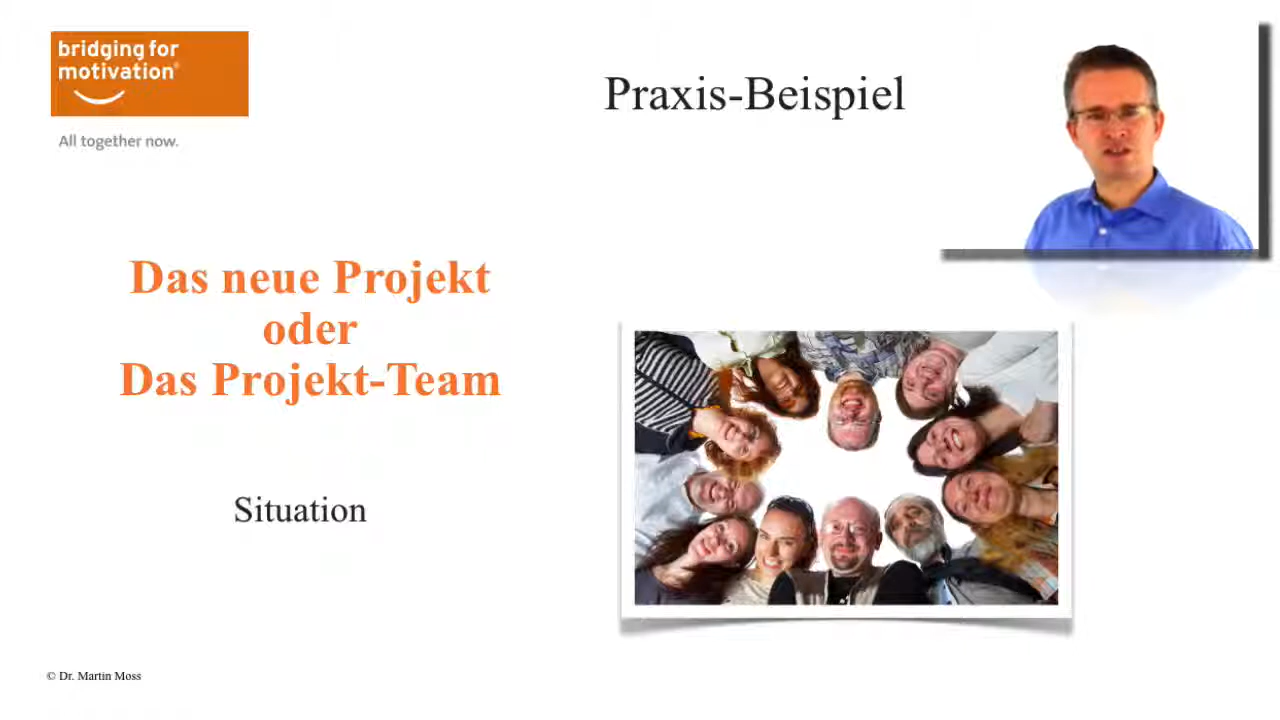 bridging for
motivation®
All together now.
Praxis-Beispiel
Das neue Projekt
oder
Das Projekt-Team
Situation
© Dr. Martin Moss